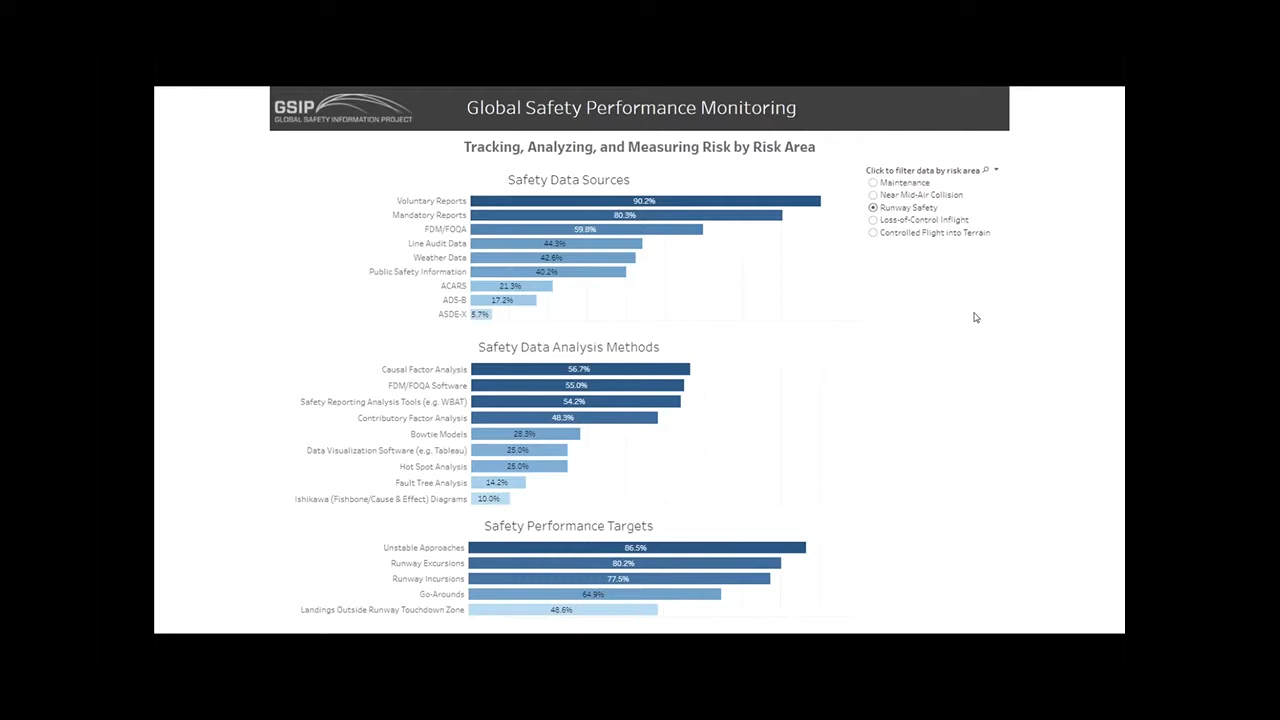 GSIP
GLOBAL SAFETY INFORMATION PROJECT
Global Safety Performance Monitoring
Tracking, Analyzing, and Measuring Risk by Risk Area
Click to filter data by risk area
Maintenance
Near Mid-Air Collision
Runway Safety
Loss-of-Control Inflight
Controlled Flight into Terrain
Safety Data Sources
Voluntary Reports 90.2%
Mandatory Reports 80.3%
FDM/FOQA 59.8%
Line Audit Data 44.3%
Weather Data 42.6%
Public Safety Information 40.2%
ACARS 21.3%
ADS-B 17.2%
ASDE-X 5.7%
Safety Data Analysis Methods
Causal Factor Analysis 56.7%
FDM/FOQA Software 55.0%
Safety Reporting Analysis Tools (e.g. WBAT) 54.2%
Contributory Factor Analysis 48.3%
Bowtie Models 28.3%
Data Visualization Software (e.g. Tableau) 25.0%
Hot Spot Analysis 25.0%
Fault Tree Analysis 14.2%
Ishikawa (Fishbone/Cause & Effect) Diagrams 10.0%
Safety Performance Targets
Unstable Approaches 86.5%
Runway Excursions 80.2%
Runway Incursions 77.5%
Go-Arounds 64.9%
Landings Outside Runway Touchdown Zone 48.6%